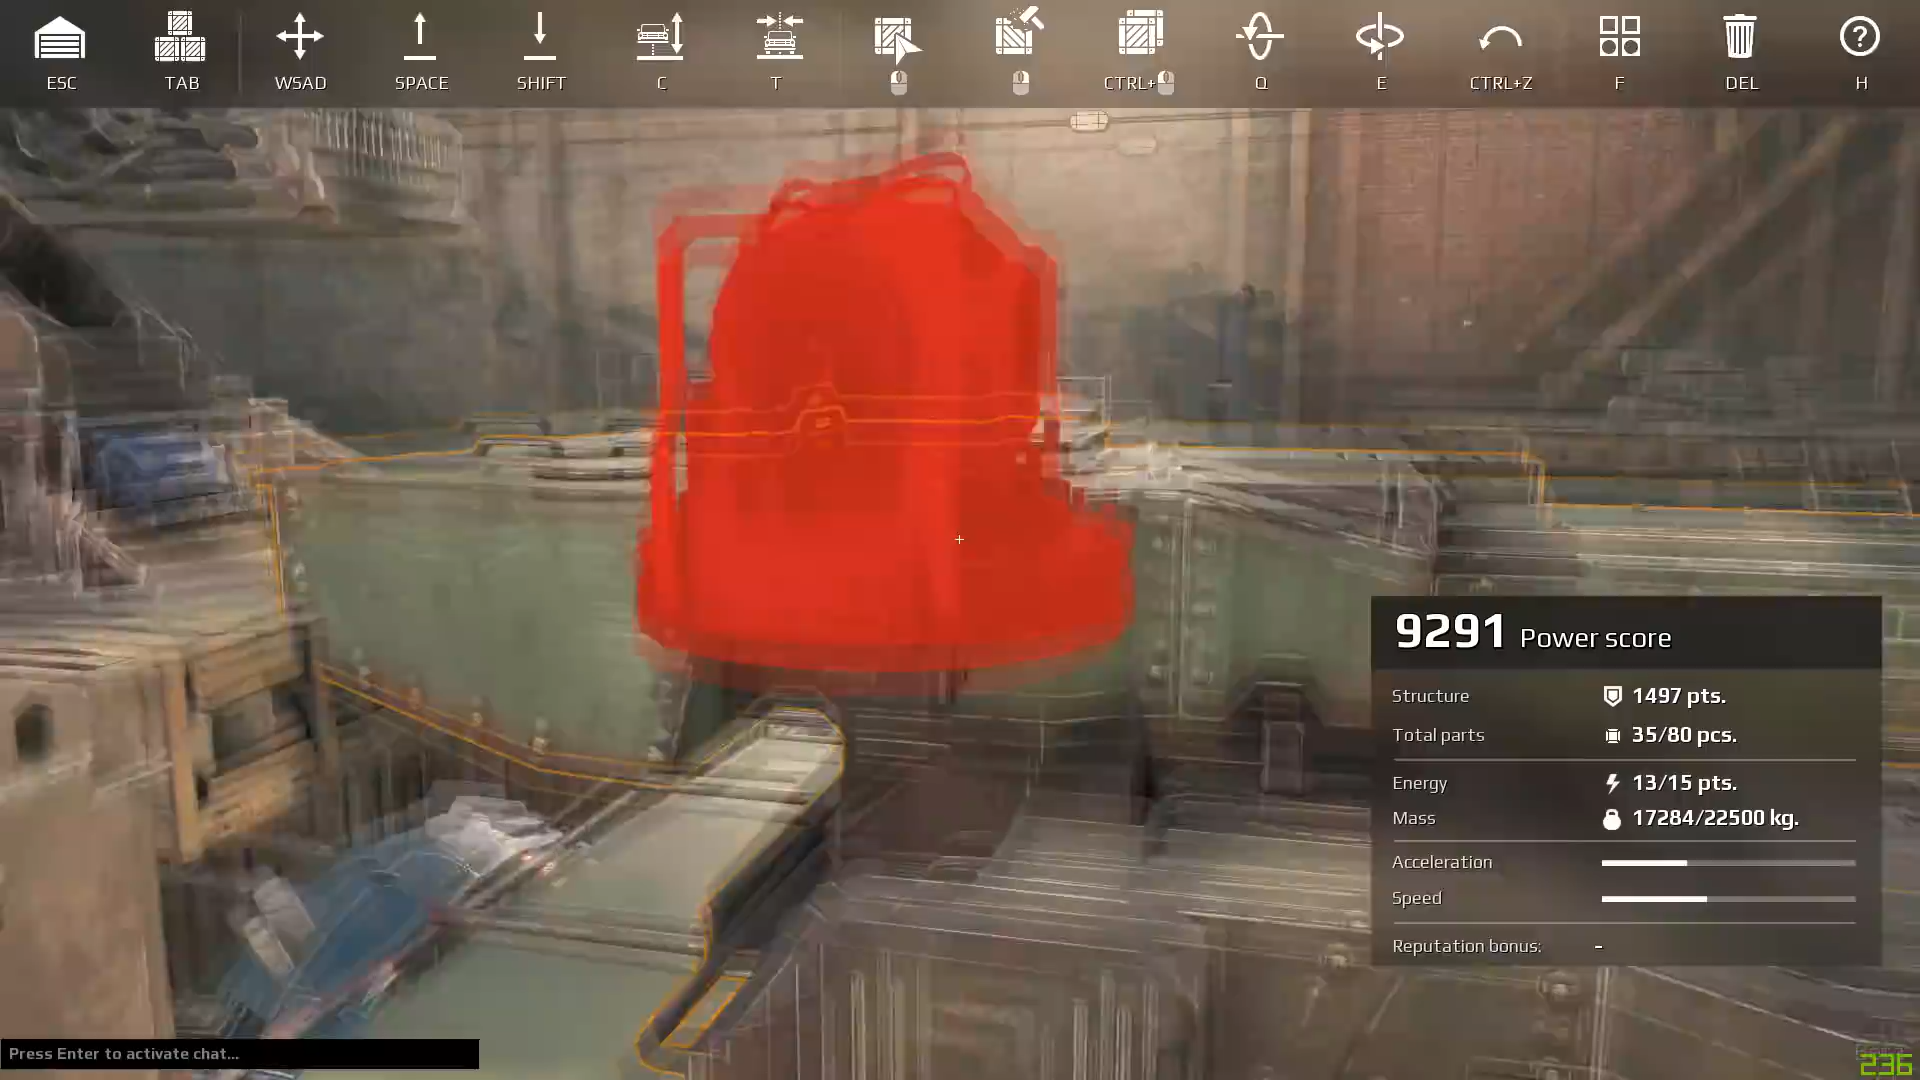 ESC TAB WSAD SPACE SHIFT C T CTRL+ Q E CTRL+Z F DEL H
9291 Power score
Structure 1497 pts.
Total parts 35/80 pcs.
Energy 13/15 pts.
Mass 17284/22500 kg.
Acceleration
Speed
Reputation bonus: -
Press Enter to activate chat...
236